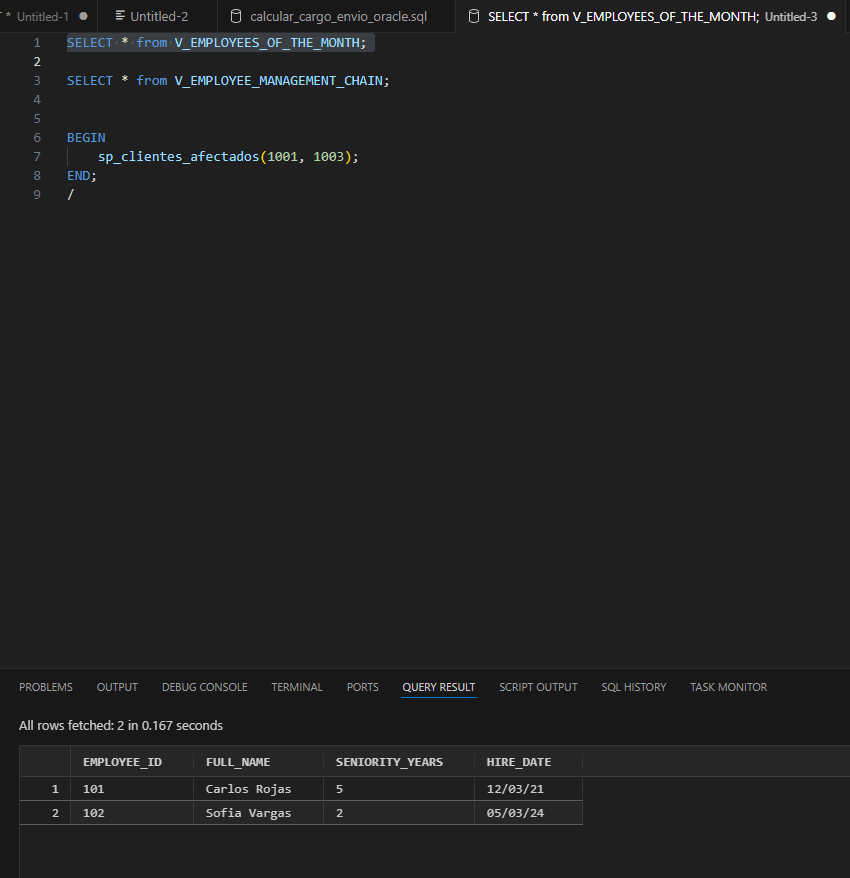 * Untitled-1 Untitled-2 calcular_cargo_envio_oracle.sql SELECT * from V_EMPLOYEES_OF_THE_MONTH; Untitled-3
1 SELECT * from V_EMPLOYEES_OF_THE_MONTH;
2
3 SELECT * from V_EMPLOYEE_MANAGEMENT_CHAIN;
4
5
6 BEGIN
7 sp_clientes_afectados(1001, 1003);
8 END;
9 /
PROBLEMS OUTPUT DEBUG CONSOLE TERMINAL PORTS QUERY RESULT SCRIPT OUTPUT SQL HISTORY TASK MONITOR
All rows fetched: 2 in 0.167 seconds
EMPLOYEE_ID FULL_NAME SENIORITY_YEARS HIRE_DATE
1 101 Carlos Rojas 5 12/03/21
2 102 Sofia Vargas 2 05/03/24